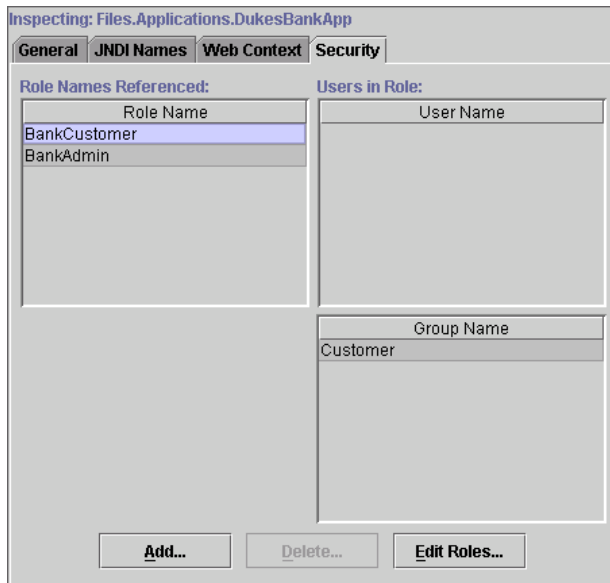 Inspecting: Files.Applications.DukesBankApp
General JNDI Names Web Context Security
Role Names Referenced: Users in Role:
Role Name User Name
BankCustomer
BankAdmin
Group Name
Customer
Add... Delete... Edit Roles...